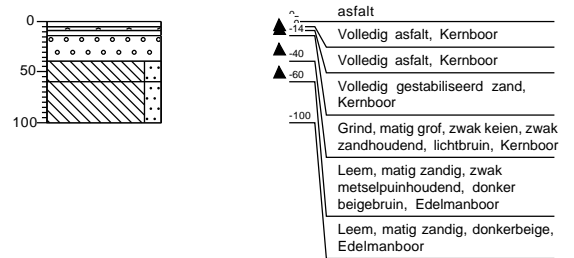 0
50
100
0
-14
-40
-60
-100
asfalt
Volledig asfalt, Kernboor
Volledig asfalt, Kernboor
Volledig gestabiliseerd zand,
Kernboor
Grind, matig grof, zwak keien, zwak
zandhoudend, lichtbruin, Kernboor
Leem, matig zandig, zwak
metselpuinhoudend, donker
beigebruin, Edelmanboor
Leem, matig zandig, donkerbeige,
Edelmanboor